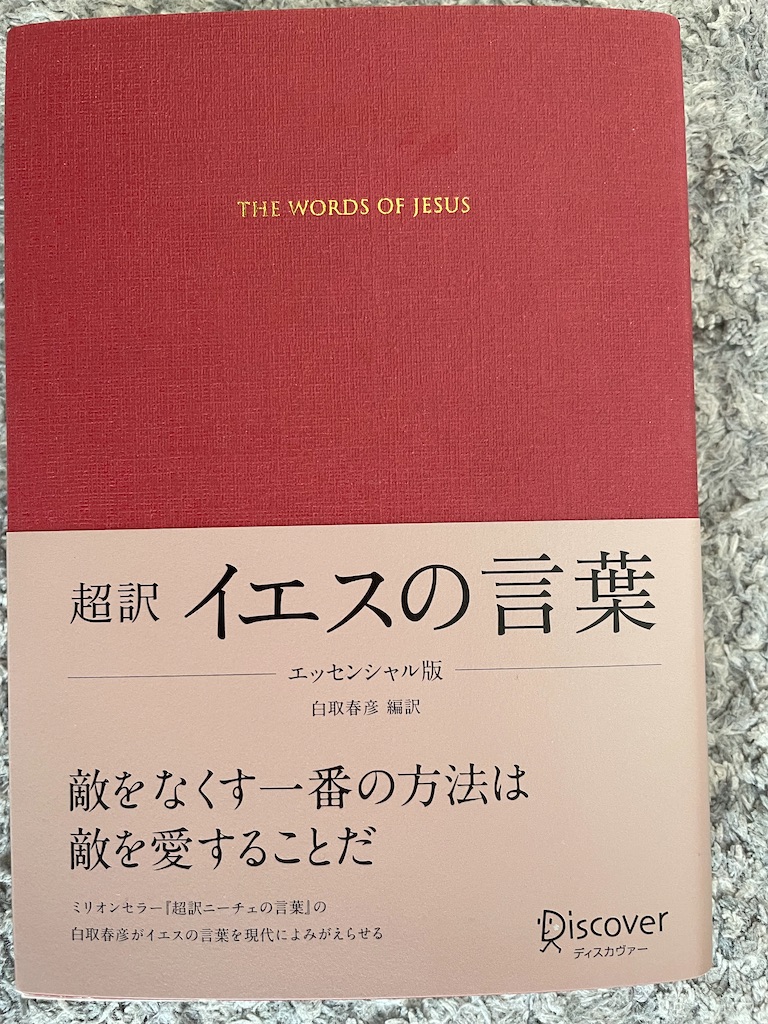 THE WORDS OF JESUS
超訳 イエスの言葉
エッセンシャル版
白取春彦 編訳
敵をなくす一番の方法は
敵を愛することだ
ミリオンセラー『超訳ニーチェの言葉』の
白取春彦がイエスの言葉を現代によみがえらせる
Discover
ディスカヴァー